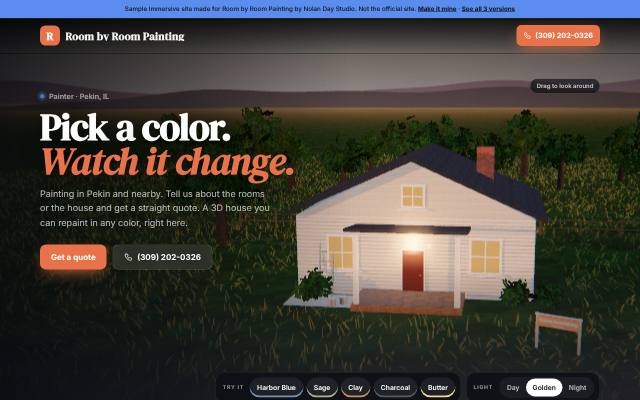 Sample Immersive site made for Room by Room Painting by Nolan Day Studio. Not the official site. Make it mine · See all 3 versions
R Room by Room Painting
(309) 202-0326
Drag to look around
Painter · Pekin, IL
Pick a color.
Watch it change.
Painting in Pekin and nearby. Tell us about the rooms
or the house and get a straight quote. A 3D house you
can repaint in any color, right here.
Get a quote (309) 202-0326
TRY IT Harbor Blue Sage Clay Charcoal Butter LIGHT Day Golden Night